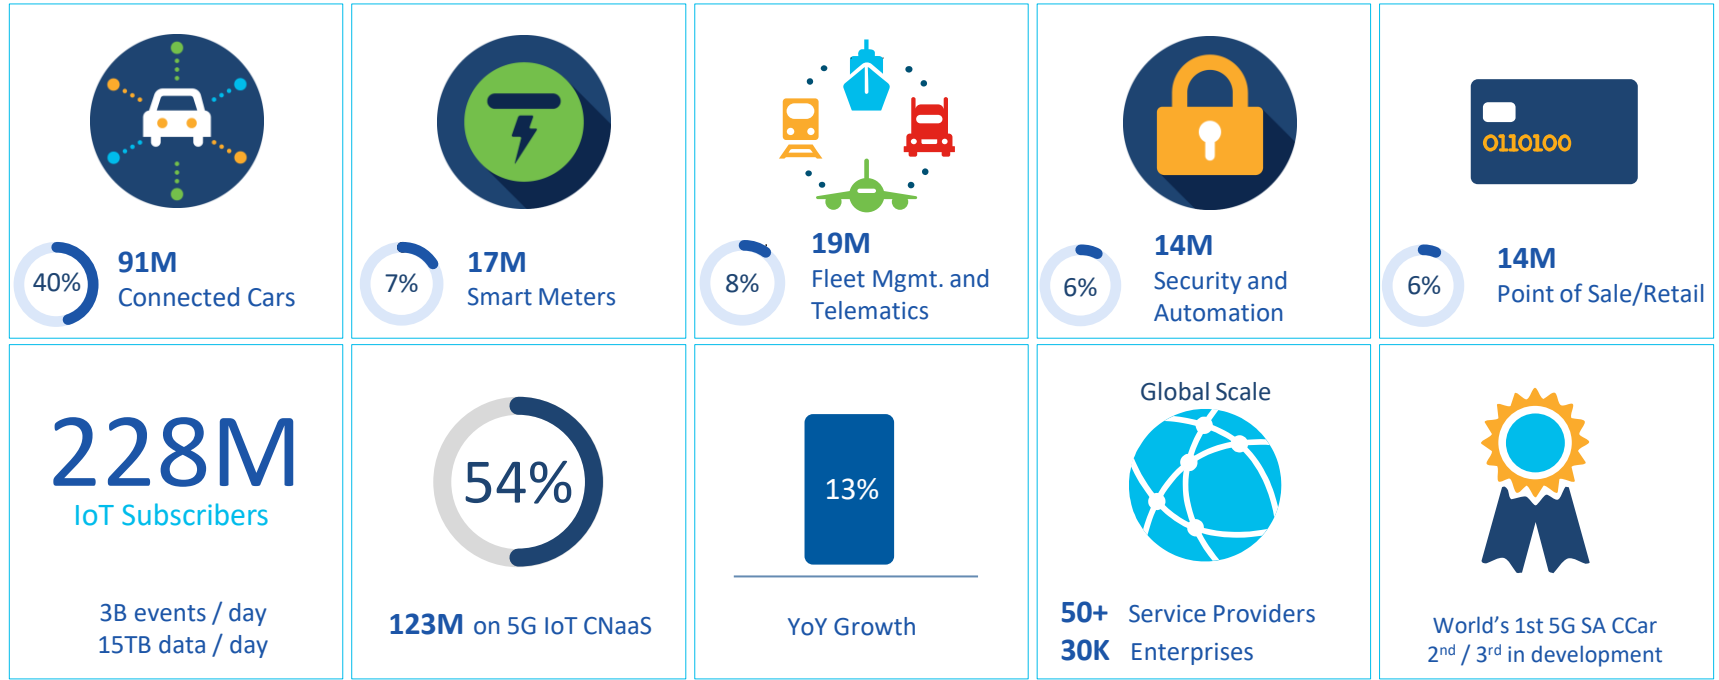 40%
91M
Connected Cars
7%
17M
Smart Meters
8%
19M
Fleet Mgmt. and
Telematics
6%
14M
Security and
Automation
0110100
6%
14M
Point of Sale/Retail
228M
IoT Subscribers
3B events / day
15TB data / day
54%
123M on 5G IoT CNaaS
13%
YoY Growth
Global Scale
50+ Service Providers
30K Enterprises
World's 1st 5G SA CCar
2nd / 3rd in development